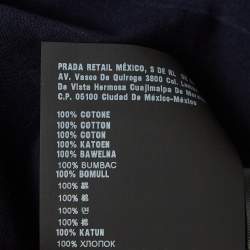 PRADA RETAIL MÉXICO, S DE RL
AV. Vasco De Quiroga 3800 Col.
De Vista Hermosa Cuajimalpa De
C.P. 05100 Ciudad De México-México
100% COTONE
100% COTTON
100% COTON
100% KATOEN
100% BAWELNA
100% BUMBAC
100% BOMULL
100% 棉
100% 綿
100% 면
100% 棉
100% KATUN
100% ХЛОПОК